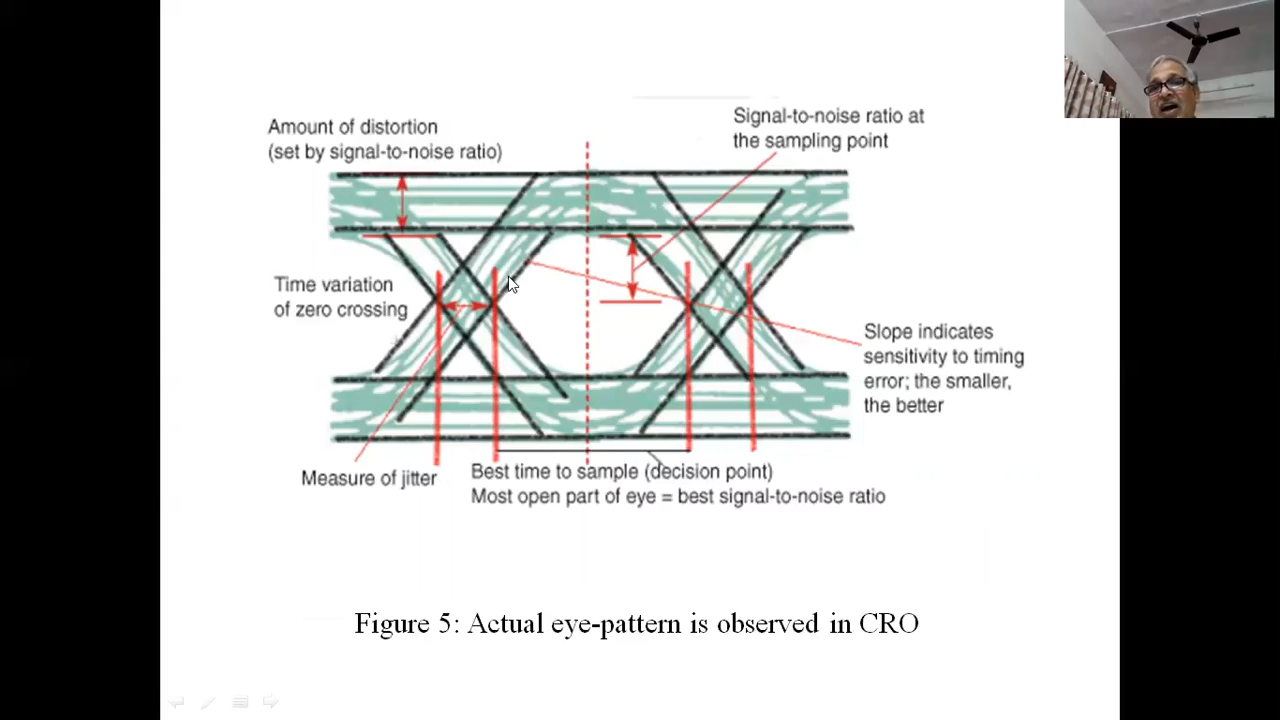 Amount of distortion
(set by signal-to-noise ratio)
Signal-to-noise ratio at
the sampling point
Time variation
of zero crossing
Slope indicates
sensitivity to timing
error; the smaller,
the better
Measure of jitter
Best time to sample (decision point)
Most open part of eye = best signal-to-noise ratio
Figure 5: Actual eye-pattern is observed in CRO